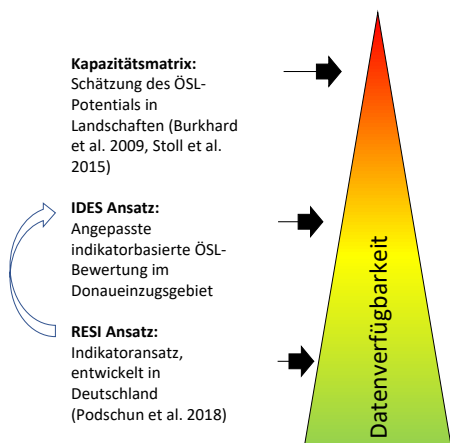 Kapazitätsmatrix:
Schätzung des ÖSL-
Potentials in
Landschaften (Burkhard
et al. 2009, Stoll et al.
2015)
IDES Ansatz:
Angepasste
indikatorbasierte ÖSL-
Bewertung im
Donaueinzugsgebiet
RESI Ansatz:
Indikatoransatz,
entwickelt in
Deutschland
(Podschun et al. 2018)
Datenverfügbarkeit